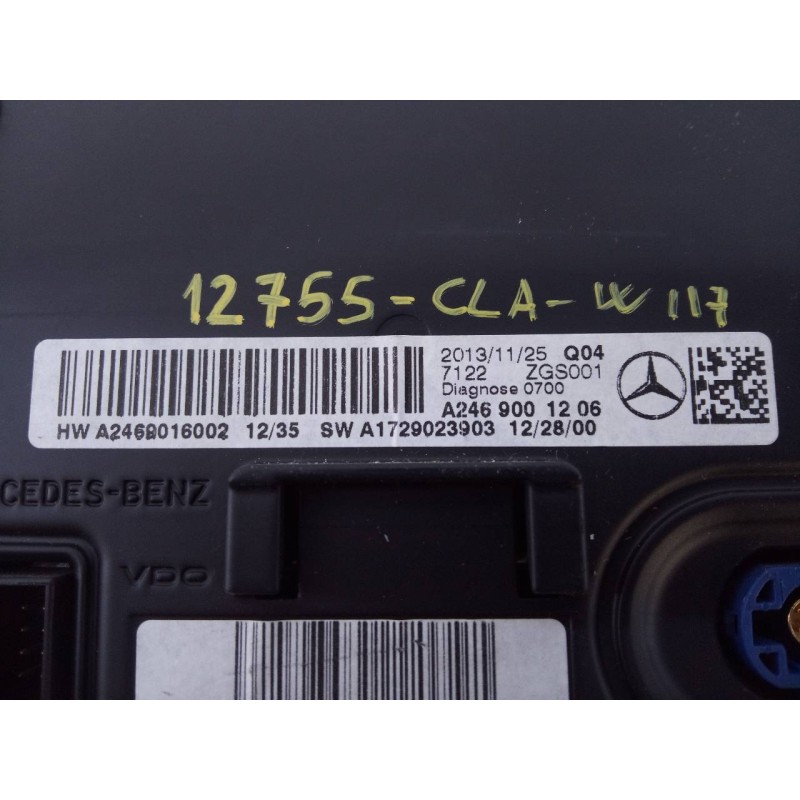 12755-CLA-W117
2013/11/25 Q04
7122 ZGS001
Diagnose 0700
A246 900 12 06
HW A2469016002 12/35 SW A1729023903 12/28/00
CEDES-BENZ
VDO